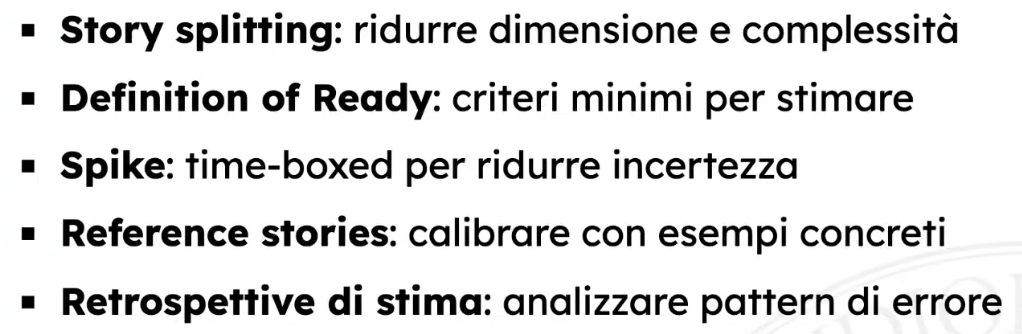 ▪ Story splitting: ridurre dimensione e complessità
▪ Definition of Ready: criteri minimi per stimare
▪ Spike: time-boxed per ridurre incertezza
▪ Reference stories: calibrare con esempi concreti
▪ Retrospettive di stima: analizzare pattern di errore